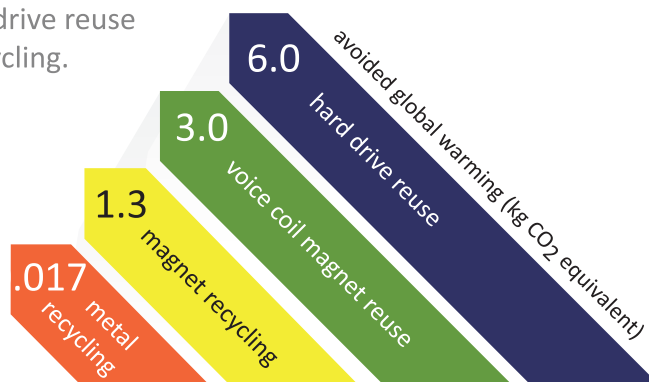 drive reuse
cycling.
6.0
hard drive reuse
avoided global warming (kg CO2 equivalent)
3.0
voice coil magnet reuse
1.3
magnet recycling
.017
metal
recycling